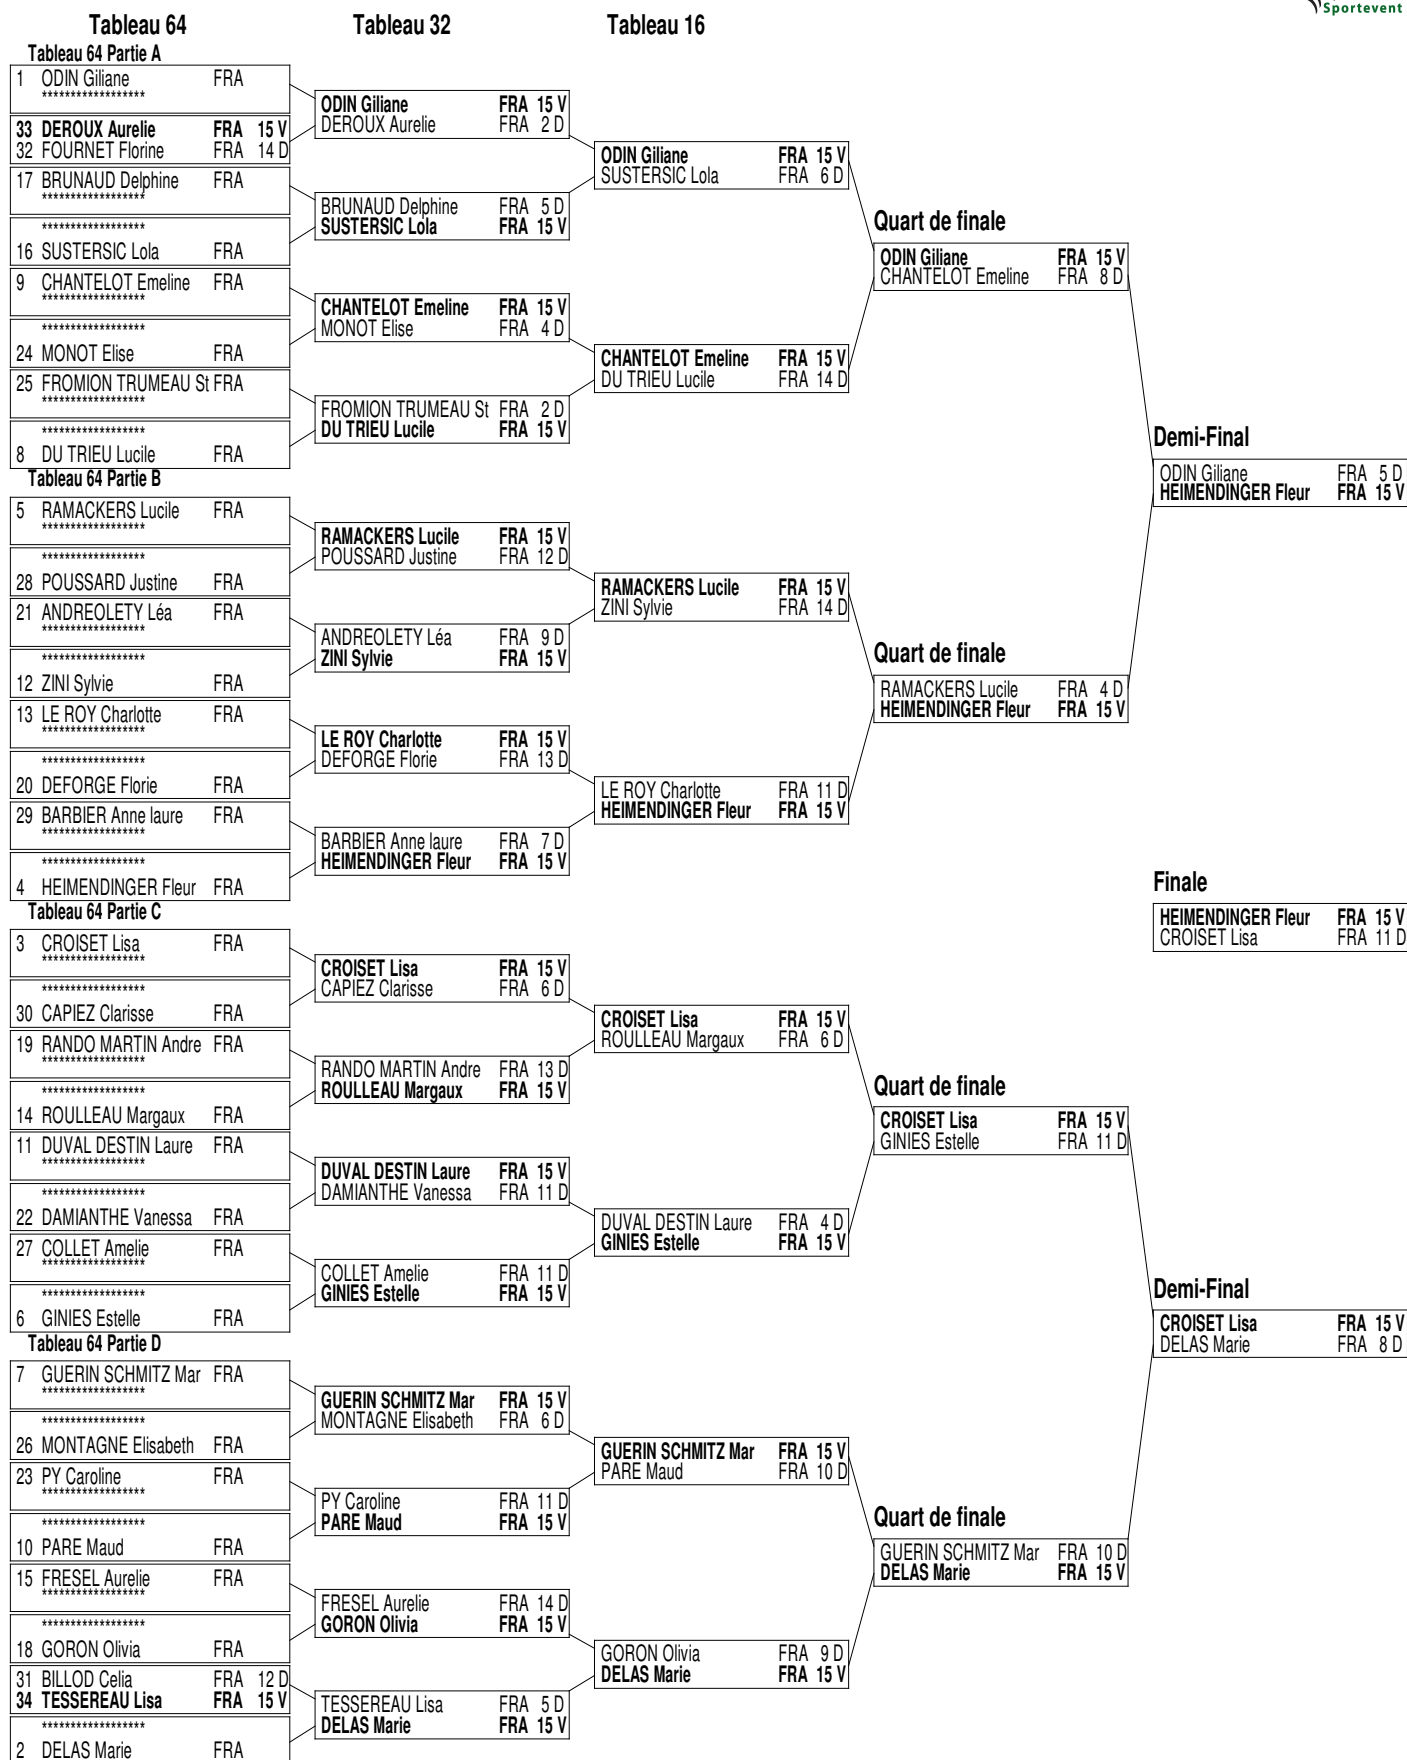 Sportevent
Tableau 64
Tableau 32
Tableau 16
Tableau 64 Partie A
1 ODIN Giliane FRA
******************
33 DEROUX Aurelie FRA 15 V
32 FOURNET Florine FRA 14 D
17 BRUNAUD Delphine FRA
******************
******************
16 SUSTERSIC Lola FRA
9 CHANTELOT Emeline FRA
******************
******************
24 MONOT Elise FRA
25 FROMION TRUMEAU St FRA
******************
******************
8 DU TRIEU Lucile FRA
Tableau 64 Partie B
5 RAMACKERS Lucile FRA
******************
******************
28 POUSSARD Justine FRA
21 ANDREOLETY Léa FRA
******************
******************
12 ZINI Sylvie FRA
13 LE ROY Charlotte FRA
******************
******************
20 DEFORGE Florie FRA
29 BARBIER Anne laure FRA
******************
******************
4 HEIMENDINGER Fleur FRA
Tableau 64 Partie C
3 CROISET Lisa FRA
******************
******************
30 CAPIEZ Clarisse FRA
19 RANDO MARTIN Andre FRA
******************
******************
14 ROULLEAU Margaux FRA
11 DUVAL DESTIN Laure FRA
******************
******************
22 DAMIANTHE Vanessa FRA
27 COLLET Amelie FRA
******************
******************
6 GINIES Estelle FRA
Tableau 64 Partie D
7 GUERIN SCHMITZ Mar FRA
******************
******************
26 MONTAGNE Elisabeth FRA
23 PY Caroline FRA
******************
******************
10 PARE Maud FRA
15 FRESEL Aurelie FRA
******************
******************
18 GORON Olivia FRA
31 BILLOD Celia FRA 12 D
34 TESSEREAU Lisa FRA 15 V
******************
2 DELAS Marie FRA
ODIN Giliane FRA 15 V
DEROUX Aurelie FRA 2 D
BRUNAUD Delphine FRA 5 D
SUSTERSIC Lola FRA 15 V
CHANTELOT Emeline FRA 15 V
MONOT Elise FRA 4 D
FROMION TRUMEAU St FRA 2 D
DU TRIEU Lucile FRA 15 V
RAMACKERS Lucile FRA 15 V
POUSSARD Justine FRA 12 D
ANDREOLETY Léa FRA 9 D
ZINI Sylvie FRA 15 V
LE ROY Charlotte FRA 15 V
DEFORGE Florie FRA 13 D
BARBIER Anne laure FRA 7 D
HEIMENDINGER Fleur FRA 15 V
CROISET Lisa FRA 15 V
CAPIEZ Clarisse FRA 6 D
RANDO MARTIN Andre FRA 13 D
ROULLEAU Margaux FRA 15 V
DUVAL DESTIN Laure FRA 15 V
DAMIANTHE Vanessa FRA 11 D
COLLET Amelie FRA 11 D
GINIES Estelle FRA 15 V
GUERIN SCHMITZ Mar FRA 15 V
MONTAGNE Elisabeth FRA 6 D
PY Caroline FRA 11 D
PARE Maud FRA 15 V
FRESEL Aurelie FRA 14 D
GORON Olivia FRA 15 V
TESSEREAU Lisa FRA 5 D
DELAS Marie FRA 15 V
ODIN Giliane FRA 15 V
SUSTERSIC Lola FRA 6 D
CHANTELOT Emeline FRA 15 V
DU TRIEU Lucile FRA 14 D
RAMACKERS Lucile FRA 15 V
ZINI Sylvie FRA 14 D
LE ROY Charlotte FRA 11 D
HEIMENDINGER Fleur FRA 15 V
CROISET Lisa FRA 15 V
ROULLEAU Margaux FRA 6 D
DUVAL DESTIN Laure FRA 4 D
GINIES Estelle FRA 15 V
GUERIN SCHMITZ Mar FRA 15 V
PARE Maud FRA 10 D
GORON Olivia FRA 9 D
DELAS Marie FRA 15 V
Quart de finale
ODIN Giliane FRA 15 V
CHANTELOT Emeline FRA 8 D
Quart de finale
RAMACKERS Lucile FRA 4 D
HEIMENDINGER Fleur FRA 15 V
Quart de finale
CROISET Lisa FRA 15 V
GINIES Estelle FRA 11 D
Quart de finale
GUERIN SCHMITZ Mar FRA 10 D
DELAS Marie FRA 15 V
Demi-Final
ODIN Giliane FRA 5 D
HEIMENDINGER Fleur FRA 15 V
Finale
HEIMENDINGER Fleur FRA 15 V
CROISET Lisa FRA 11 D
Demi-Final
CROISET Lisa FRA 15 V
DELAS Marie FRA 8 D